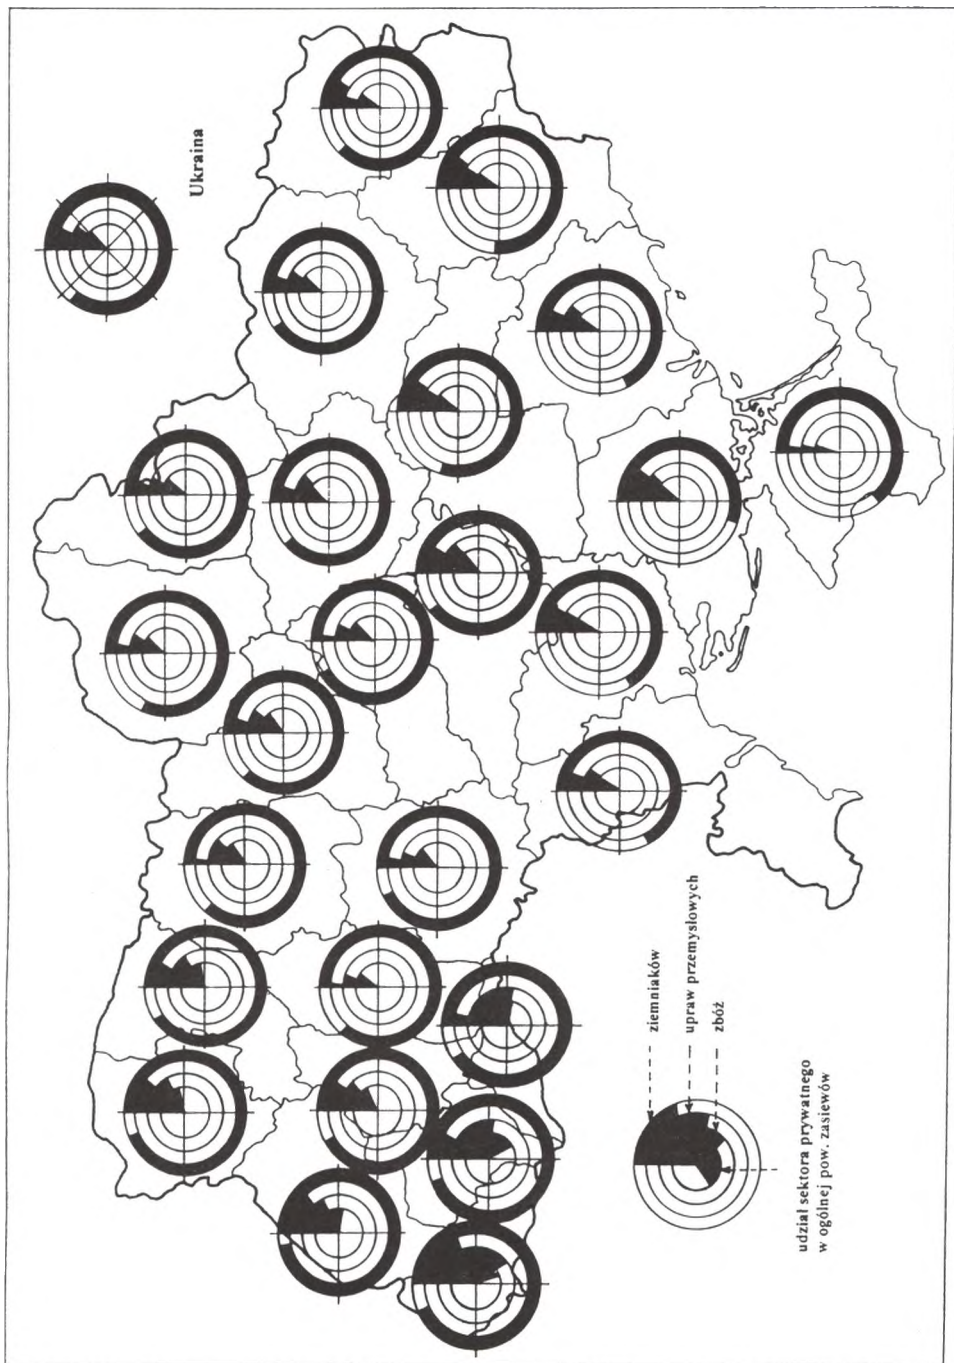 Ukraina
ziemniaków
upraw przemysłowych
zbóż
udział sektora prywatnego
w ogólnej pow. zasiewów